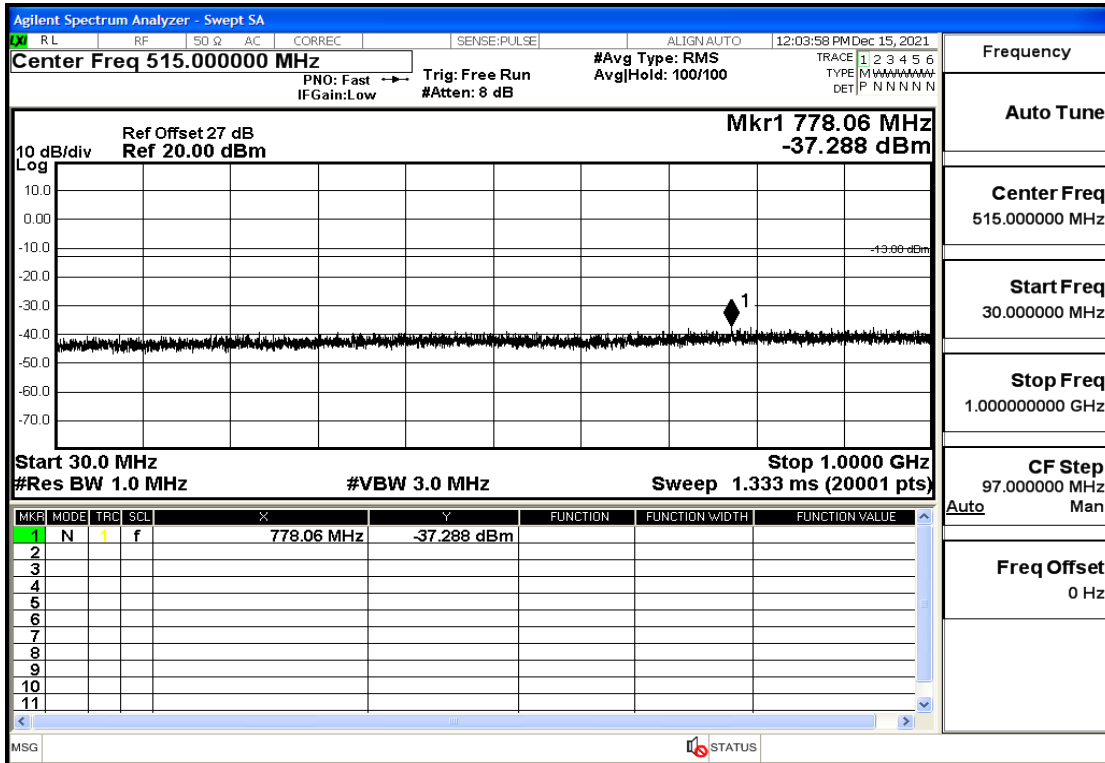 Agilent Spectrum Analyzer - Swept SA
LXI RL RF 50 Ω AC CORREC SENSE:PULSE ALIGN AUTO 12:03:58 PM Dec 15, 2021
Center Freq 515.000000 MHz #Avg Type: RMS TRACE 1 2 3 4 5 6
PNO: Fast Trig: Free Run Avg|Hold: 100/100 TYPE M WWWWW
IFGain:Low #Atten: 8 dB DET P N N N N N
Ref Offset 27 dB Mkr1 778.06 MHz
10 dB/div Ref 20.00 dBm -37.288 dBm
Log
10.0
0.00
-10.0
-13.00 dBm
-20.0
-30.0
1
-40.0
-50.0
-60.0
-70.0
Start 30.0 MHz Stop 1.0000 GHz
#Res BW 1.0 MHz #VBW 3.0 MHz Sweep 1.333 ms (20001 pts)
MKR MODE TRC SCL X Y FUNCTION FUNCTION WIDTH FUNCTION VALUE
1 N 1 f 778.06 MHz -37.288 dBm
2
3
4
5
6
7
8
9
10
11
MSG STATUS
Frequency
Auto Tune
Center Freq
515.000000 MHz
Start Freq
30.000000 MHz
Stop Freq
1.000000000 GHz
CF Step
97.000000 MHz
Auto Man
Freq Offset
0 Hz